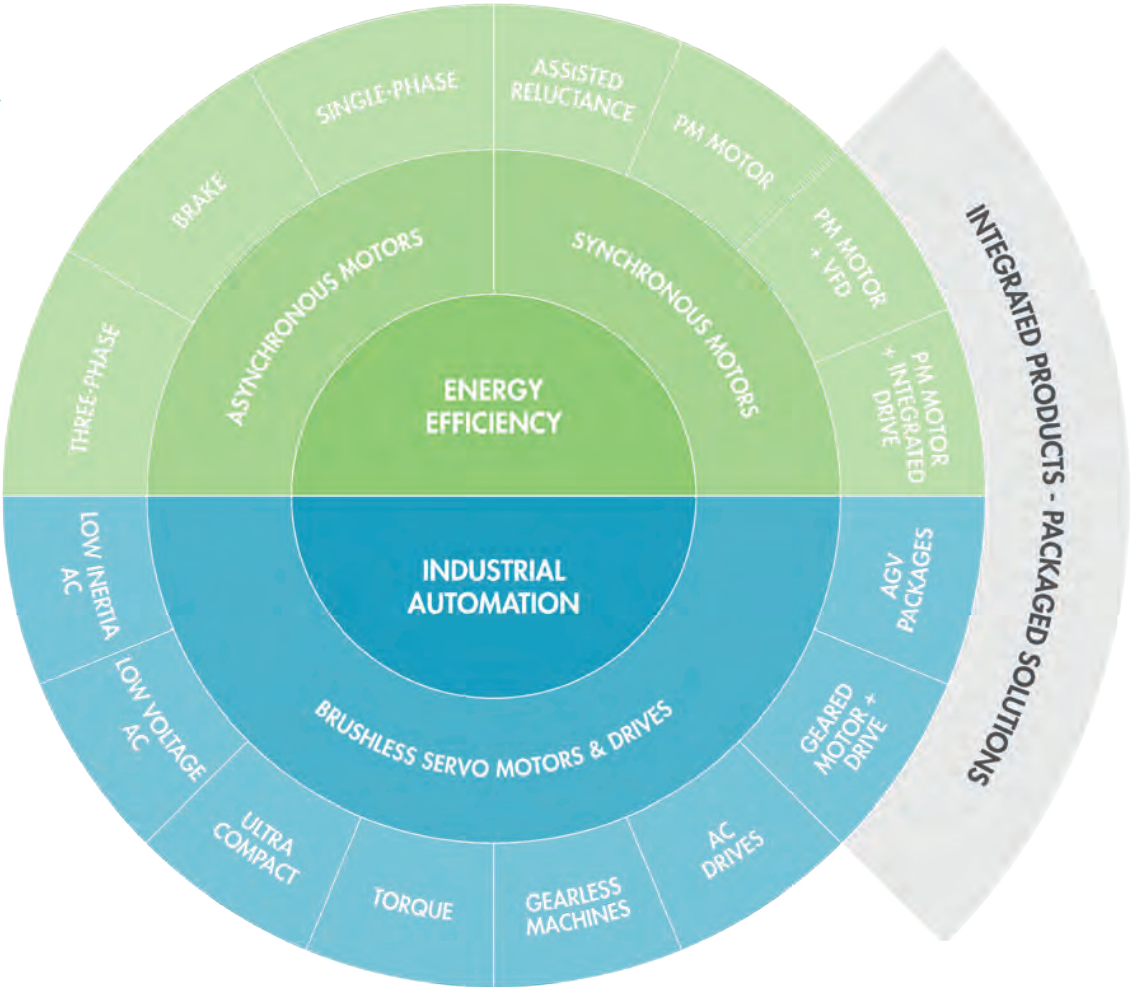 ENERGY
EFFICIENCY
ASYNCHRONOUS MOTORS
SYNCHRONOUS MOTORS
THREE-PHASE
BRAKE
SINGLE-PHASE
ASSISTED
RELUCTANCE
PM MOTOR
PM MOTOR
+ VFD
PM MOTOR
+ INTEGRATED
DRIVE
INDUSTRIAL
AUTOMATION
BRUSHLESS SERVO MOTORS & DRIVES
LOW INERTIA
AC
LOW VOLTAGE
AC
ULTRA
COMPACT
TORQUE
GEARLESS
MACHINES
AC
DRIVES
GEARED
MOTOR +
DRIVE
AGV
PACKAGES
INTEGRATED PRODUCTS - PACKAGED SOLUTIONS